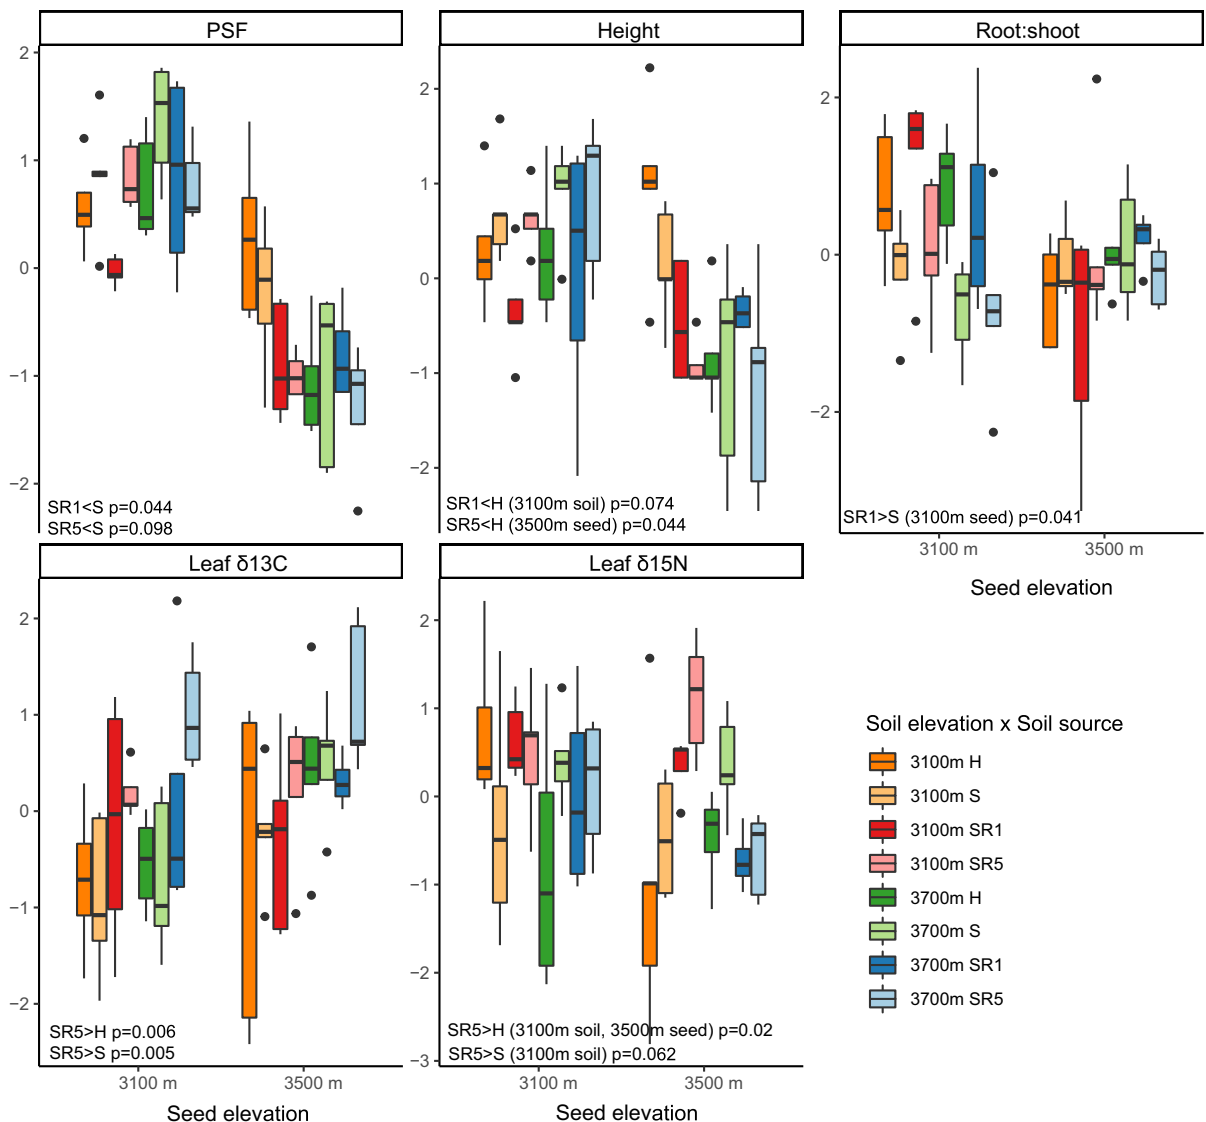 PSF
Height
Root:shoot
2
1
0
−1
−2
SR1<S p=0.044
SR5<S p=0.098
2
1
0
−1
−2
SR1<H (3100m soil) p=0.074
SR5<H (3500m seed) p=0.044
2
0
−2
SR1>S (3100m seed) p=0.041
3100 m
3500 m
Seed elevation
Leaf δ13C
Leaf δ15N
2
1
0
−1
−2
SR5>H p=0.006
SR5>S p=0.005
3100 m
3500 m
Seed elevation
2
1
0
−1
−2
−3
SR5>H (3100m soil, 3500m seed) p=0.02
SR5>S (3100m soil) p=0.062
3100 m
3500 m
Seed elevation
Soil elevation x Soil source
3100m H
3100m S
3100m SR1
3100m SR5
3700m H
3700m S
3700m SR1
3700m SR5